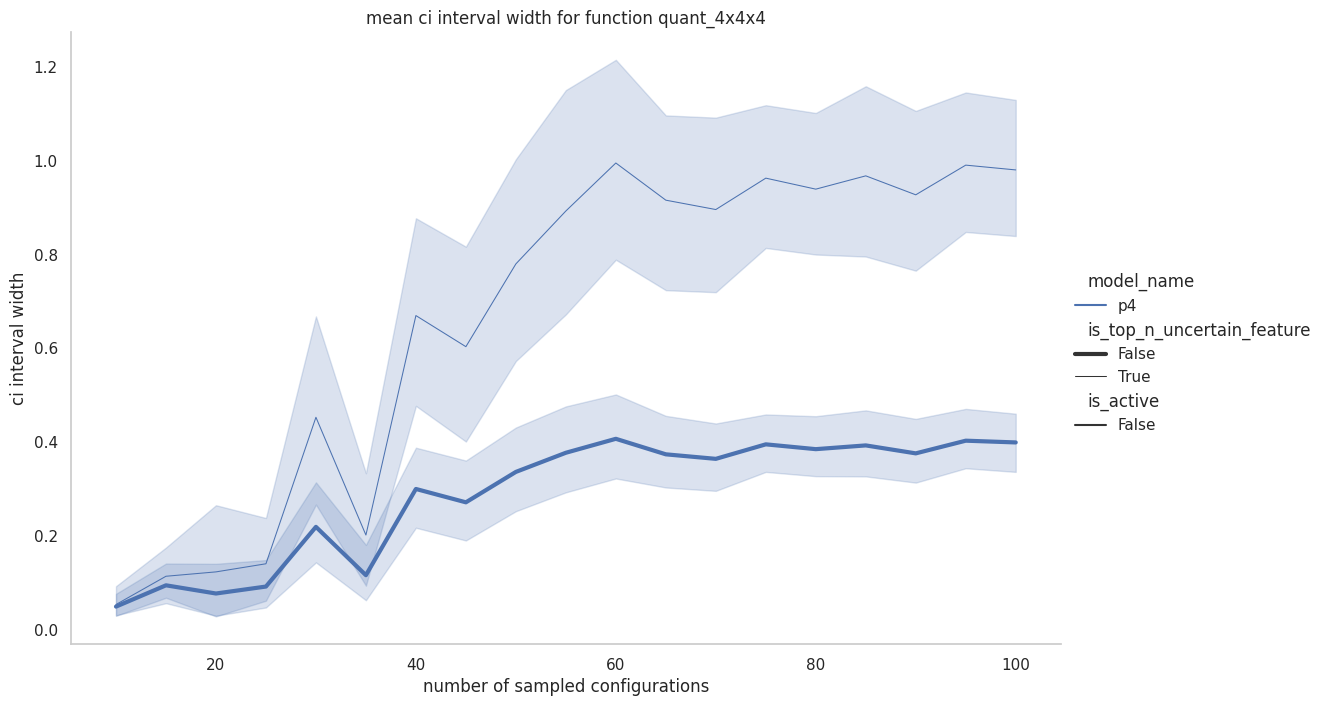 mean ci interval width for function quant_4x4x4
1.2
1.0
0.8
0.6
0.4
0.2
0.0
ci interval width
20
40
60
80
100
number of sampled configurations
model_name
p4
is_top_n_uncertain_feature
False
True
is_active
False